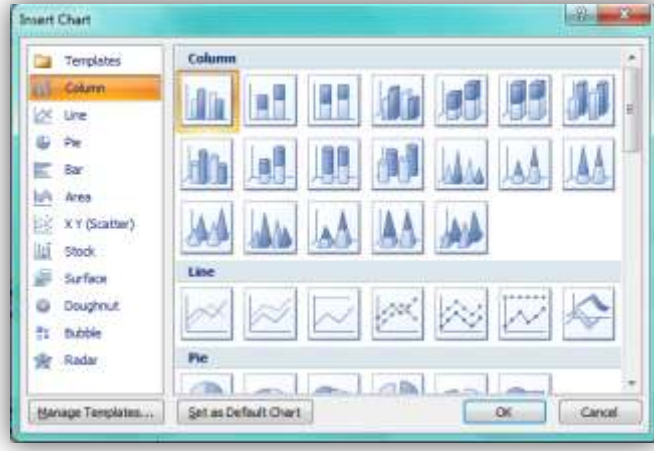 Insert Chart
Templates
Column
Line
Pie
Bar
Area
X Y (Scatter)
Stock
Surface
Doughnut
Bubble
Radar
Column
Line
Pie
Manage Templates...
Set as Default Chart
OK
Cancel